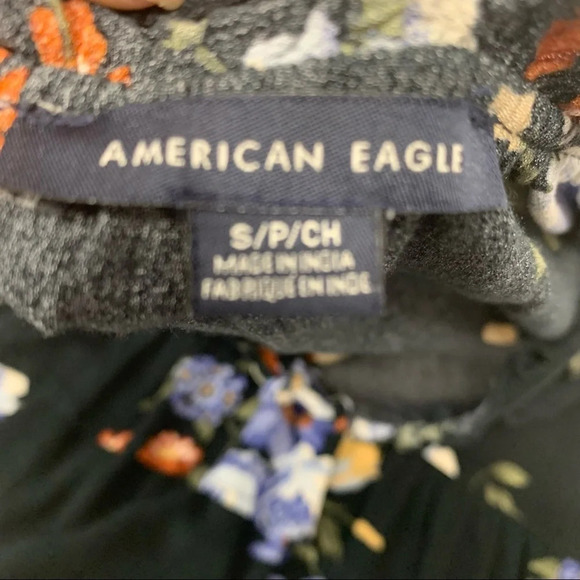 AMERICAN EAGLE
S/P/CH
MADE IN INDIA
FABRIQUE EN INDE